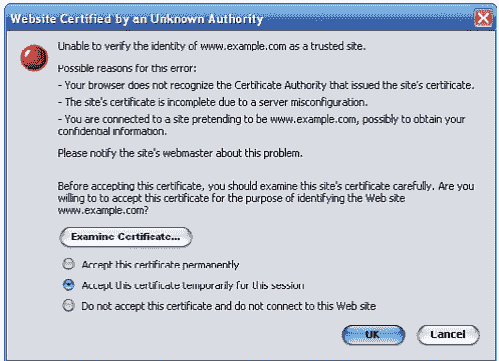 Website Certified by an Unknown Authority
Unable to verify the identity of www.example.com as a trusted site.
Possible reasons for this error:
- Your browser does not recognize the Certificate Authority that issued the site's certificate.
- The site's certificate is incomplete due to a server misconfiguration.
- You are connected to a site pretending to be www.example.com, possibly to obtain your
confidential information.
Please notify the site's webmaster about this problem.
Before accepting this certificate, you should examine this site's certificate carefully. Are you
willing to to accept this certificate for the purpose of identifying the Web site
www.example.com?
Examine Certificate...
Accept this certificate permanently
Accept this certificate temporarily for this session
Do not accept this certificate and do not connect to this Web site
OK Cancel